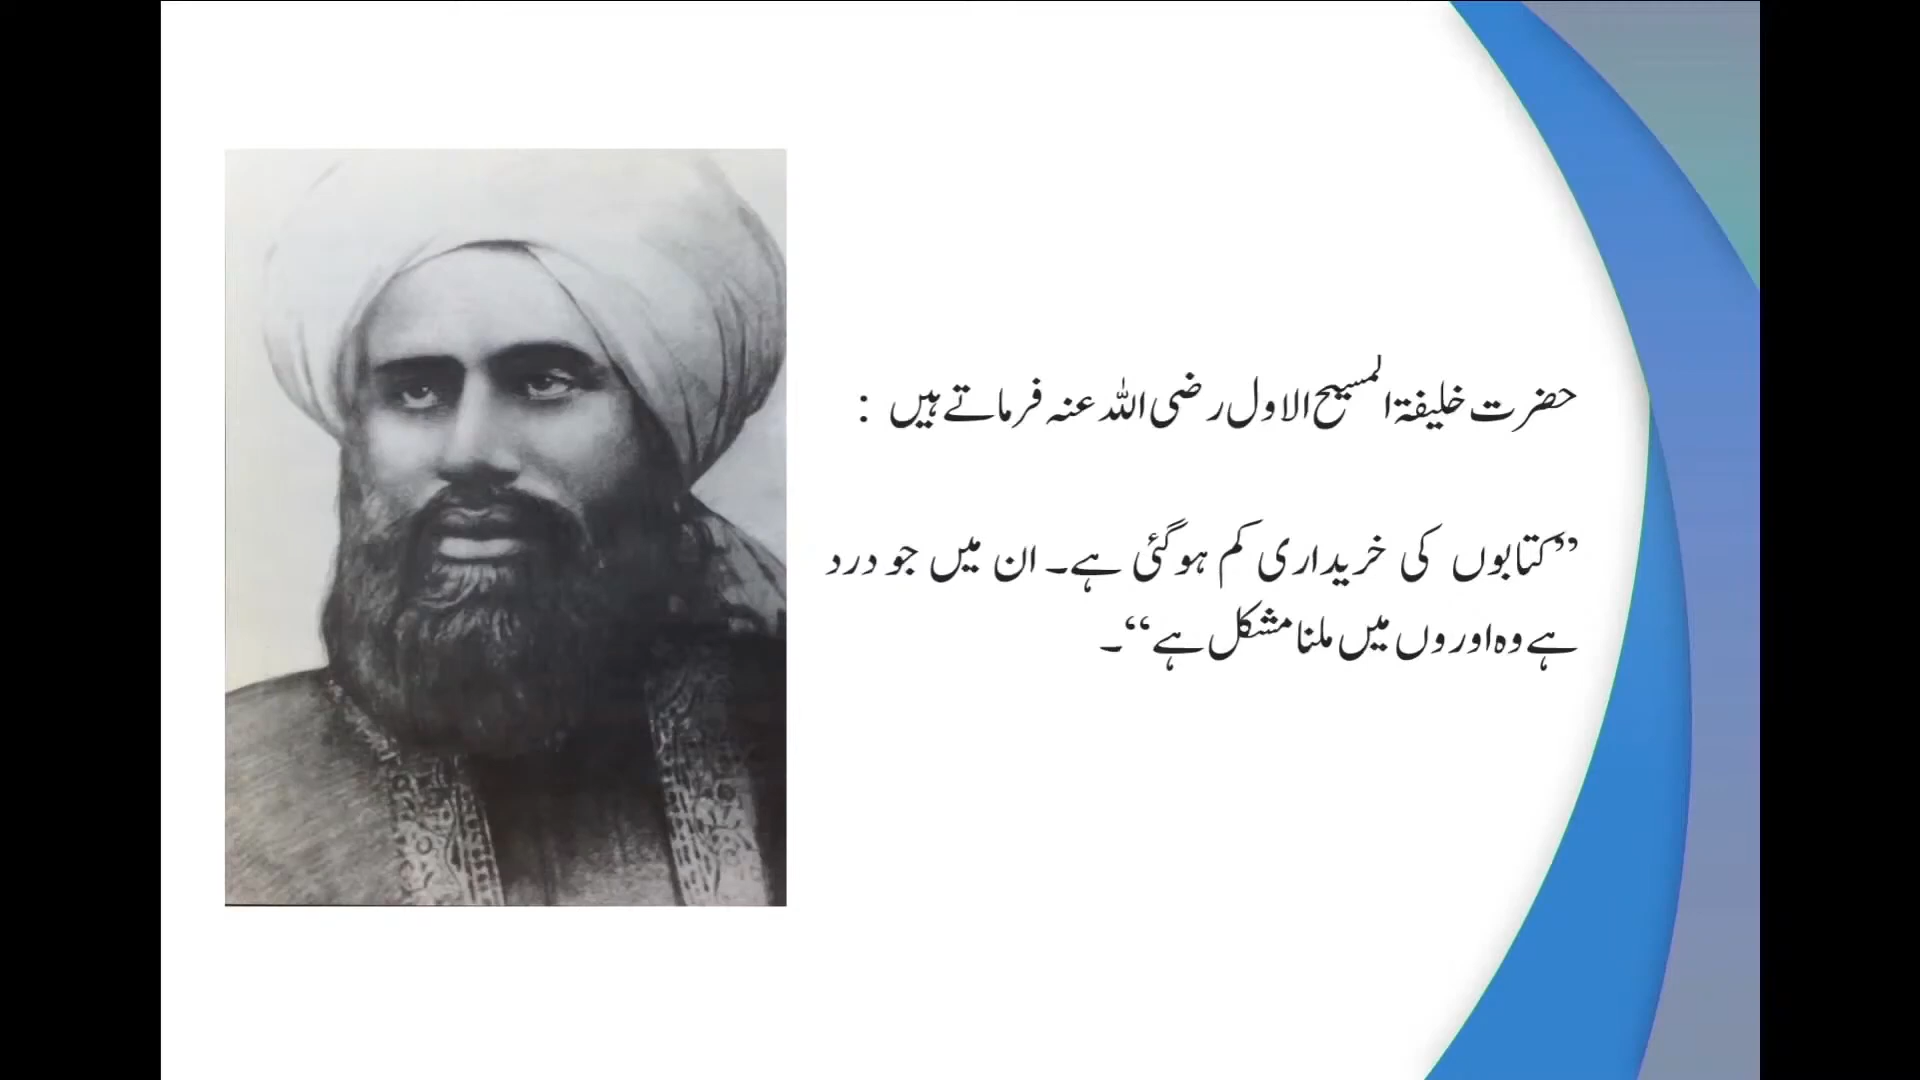 حضرت خلیفۃ المسیح الاول رضی اللہ عنہ فرماتے ہیں :
”کتابوں کی خریداری کم ہوگئی ہے۔ ان میں جو درد
ہے وہ اوروں میں ملنا مشکل ہے“۔